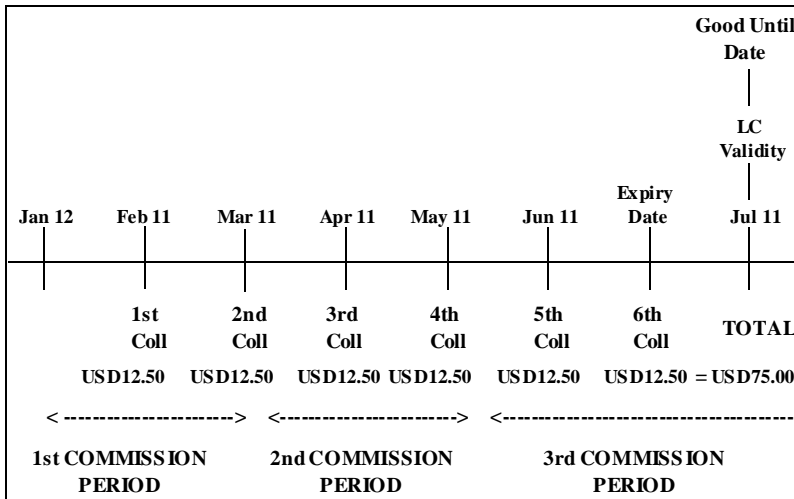 Good Until
Date
LC
Validity
Expiry
Date
Jan 12 Feb 11 Mar 11 Apr 11 May 11 Jun 11 Jul 11
1st 2nd 3rd 4th 5th 6th
Coll Coll Coll Coll Coll Coll TOTAL
USD12.50 USD12.50 USD12.50 USD12.50 USD12.50 USD12.50 = USD75.00
1st COMMISSION 2nd COMMISSION 3rd COMMISSION
PERIOD PERIOD PERIOD